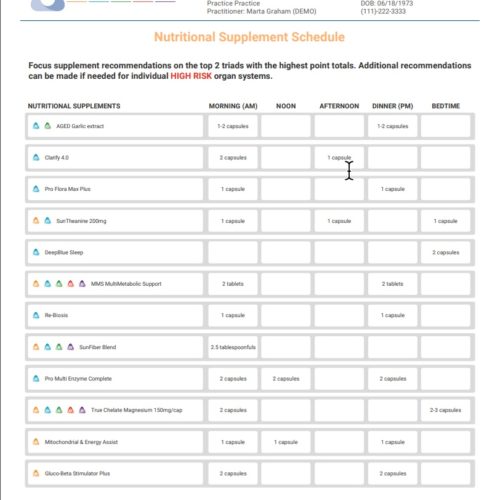 Practice Practice
DOB: 06/18/1973
Practitioner: Marta Graham (DEMO)
(111)-222-3333
Nutritional Supplement Schedule
Focus supplement recommendations on the top 2 triads with the highest point totals. Additional recommendations
can be made if needed for individual HIGH RISK organ systems.
NUTRITIONAL SUPPLEMENTS MORNING (AM) NOON AFTERNOON DINNER (PM) BEDTIME
AGED Garlic extract 1-2 capsules 1-2 capsules
Clarify 4.0 3 capsules 1 capsule
Pro Flora Max Plus 1 capsule 1 capsule
SunTheanine 200mg 1 capsule 1 capsule 1 capsule
DeepBlue Sleep 2 capsules
MMS MultiMetabolic Support 2 tablets 2 tablets
Re-Biosis 1 capsule 1 capsule
SunFiber Blend 2.5 tablespoonfuls
Pro Multi Enzyme Complete 2 capsules 2 capsules 2 capsules
True Chelate Magnesium 150mg/cap 2 capsules 2-3 capsules
Mitochondrial & Energy Assist 1 capsule 1 capsule 1 capsule
Gluco-Beta Stimulator Plus 2 capsules 2 capsules